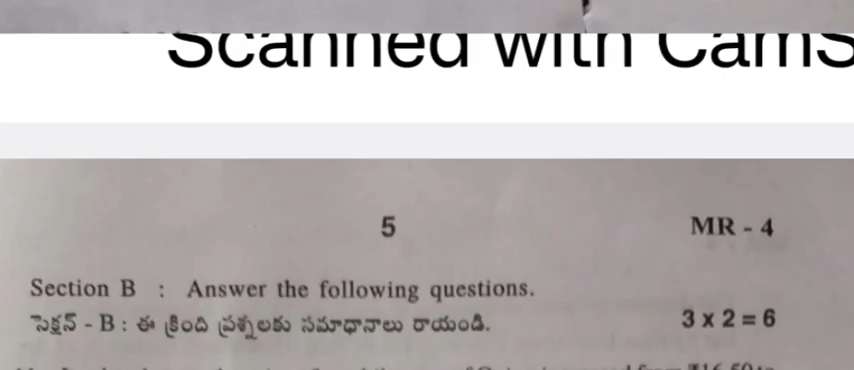 Scanned with CamS
5 MR - 4
Section B : Answer the following questions.
సెక్షన్ - B : ఈ క్రింది ప్రశ్నలకు సమాధానాలు రాయండి. 3 x 2 = 6